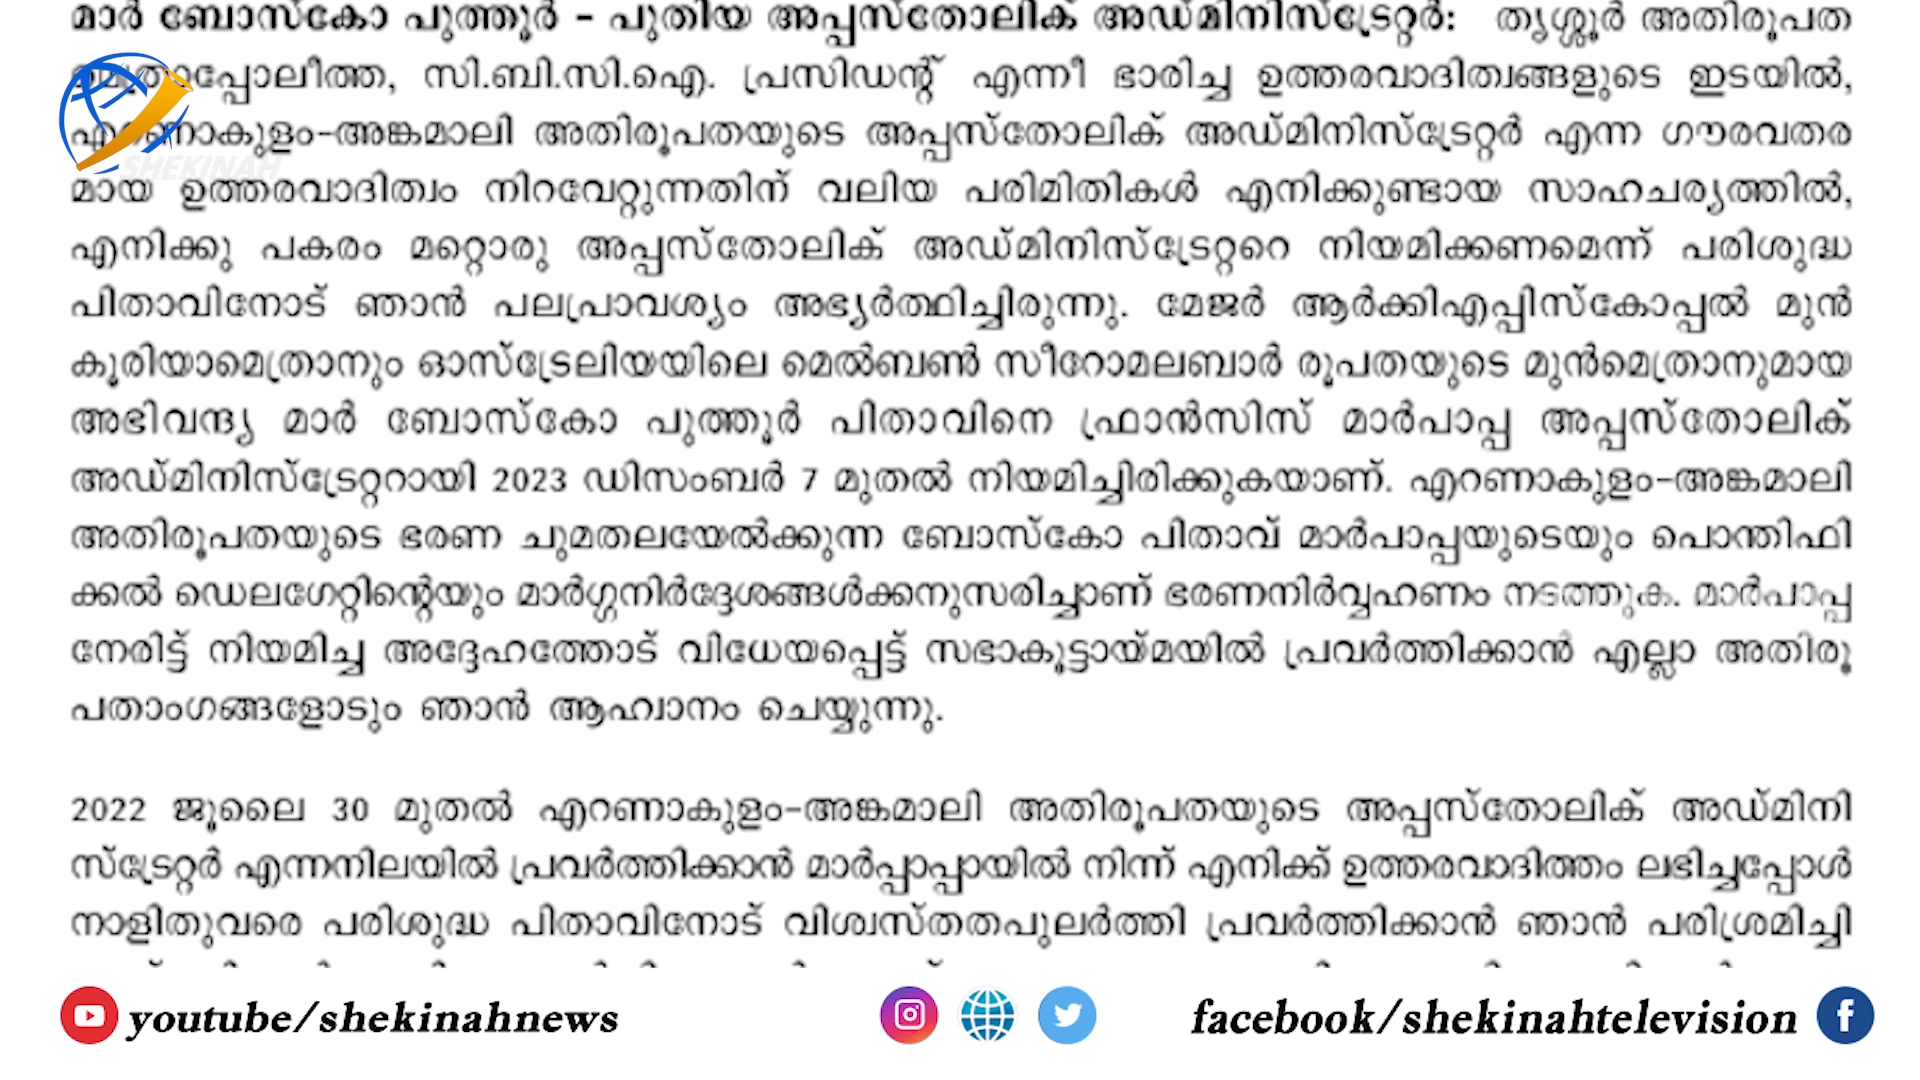 മാർ ബോസ്കോ പുത്തൂർ - പുതിയ അപ്പസ്തോലിക് അഡ്മിനിസ്ട്രേറ്റർ: തൃശ്ശൂർ അതിരൂപത
മെത്രാപ്പോലീത്ത, സി.ബി.സി.ഐ. പ്രസിഡന്റ് എന്നീ ഭാരിച്ച ഉത്തരവാദിത്വങ്ങളുടെ ഇടയിൽ,
എറണാകുളം-അങ്കമാലി അതിരൂപതയുടെ അപ്പസ്തോലിക് അഡ്മിനിസ്ട്രേറ്റർ എന്ന ഗൗരവതര
SHEKINAH
മായ ഉത്തരവാദിത്വം നിറവേറ്റുന്നതിന് വലിയ പരിമിതികൾ എനിക്കുണ്ടായ സാഹചര്യത്തിൽ,
എനിക്കു പകരം മറ്റൊരു അപ്പസ്തോലിക് അഡ്മിനിസ്ട്രേറ്ററെ നിയമിക്കണമെന്ന് പരിശുദ്ധ
പിതാവിനോട് ഞാൻ പലപ്രാവശ്യം അഭ്യർത്ഥിച്ചിരുന്നു. മേജർ ആർക്കിഎപ്പിസ്കോപ്പൽ മുൻ
കൂരിയാമെത്രാനും ഓസ്ട്രേലിയയിലെ മെൽബൺ സീറോമലബാർ രൂപതയുടെ മുൻമെത്രാനുമായ
അഭിവന്ദ്യ മാർ ബോസ്കോ പുത്തൂർ പിതാവിനെ ഫ്രാൻസിസ് മാർപാപ്പ അപ്പസ്തോലിക്
അഡ്മിനിസ്ട്രേറ്ററായി 2023 ഡിസംബർ 7 മുതൽ നിയമിച്ചിരിക്കുകയാണ്. എറണാകുളം-അങ്കമാലി
അതിരൂപതയുടെ ഭരണ ചുമതലയേൽക്കുന്ന ബോസ്കോ പിതാവ് മാർപാപ്പയുടെയും പൊന്തിഫി
ക്കൽ ഡെലഗേറ്റിന്റെയും മാർഗ്ഗനിർദ്ദേശങ്ങൾക്കനുസരിച്ചാണ് ഭരണനിർവ്വഹണം നടത്തുക. മാർപാപ്പ
നേരിട്ട് നിയമിച്ച അദ്ദേഹത്തോട് വിധേയപ്പെട്ട് സഭാകൂട്ടായ്മയിൽ പ്രവർത്തിക്കാൻ എല്ലാ അതിരൂ
പതാംഗങ്ങളോടും ഞാൻ ആഹ്വാനം ചെയ്യുന്നു.
2022 ജൂലൈ 30 മുതൽ എറണാകുളം-അങ്കമാലി അതിരൂപതയുടെ അപ്പസ്തോലിക് അഡ്മിനി
സ്ട്രേറ്റർ എന്നനിലയിൽ പ്രവർത്തിക്കാൻ മാർപ്പാപ്പായിൽ നിന്ന് എനിക്ക് ഉത്തരവാദിത്തം ലഭിച്ചപ്പോൾ
നാളിതുവരെ പരിശുദ്ധ പിതാവിനോട് വിശ്വസ്തതപുലർത്തി പ്രവർത്തിക്കാൻ ഞാൻ പരിശ്രമിച്ചി
youtube/shekinahnews
facebook/shekinahtelevision